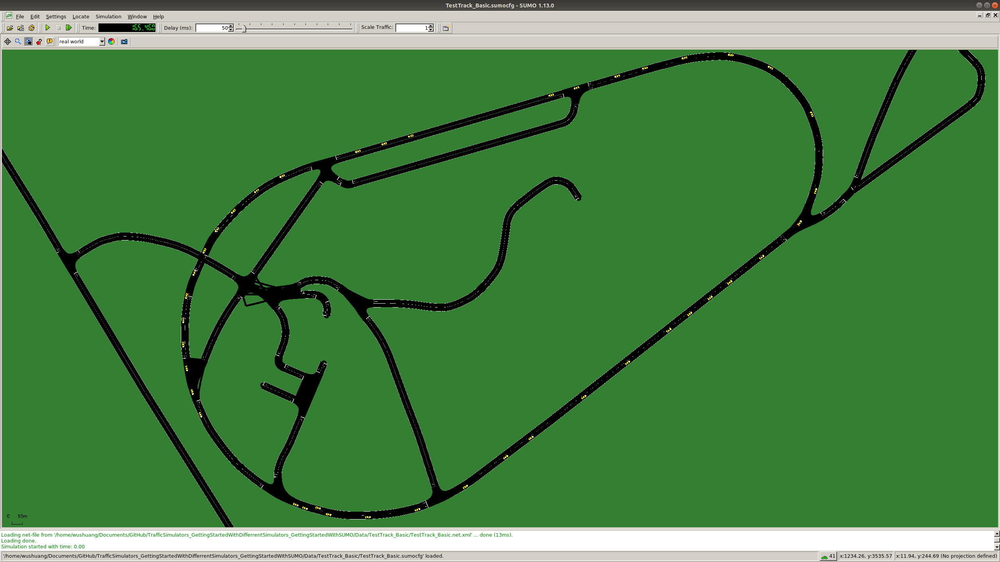 TestTrack_Basic.sumocfg - SUMO 1.13.0
File Edit Settings Locate Simulation Window Help
Time: 165.460 Delay (ms): 50 Scale Traffic: 1
real world
0 10m
Loading net-file from '/home/wushuang/Documents/GitHub/TrafficSimulators_GettingStartedWithDifferrentSimulators_GettingStartedWithSUMO/Data/TestTrack_Basic/TestTrack_Basic.net.xml' ... done (13ms).
Loading done.
Simulation started with time: 0.00
'/home/wushuang/Documents/GitHub/TrafficSimulators_GettingStartedWithDifferrentSimulators_GettingStartedWithSUMO/Data/TestTrack_Basic/TestTrack_Basic.sumocfg' loaded. 41 x:1234.26, y:3535.57 x:11.94, y:244.69 (No projection defined)